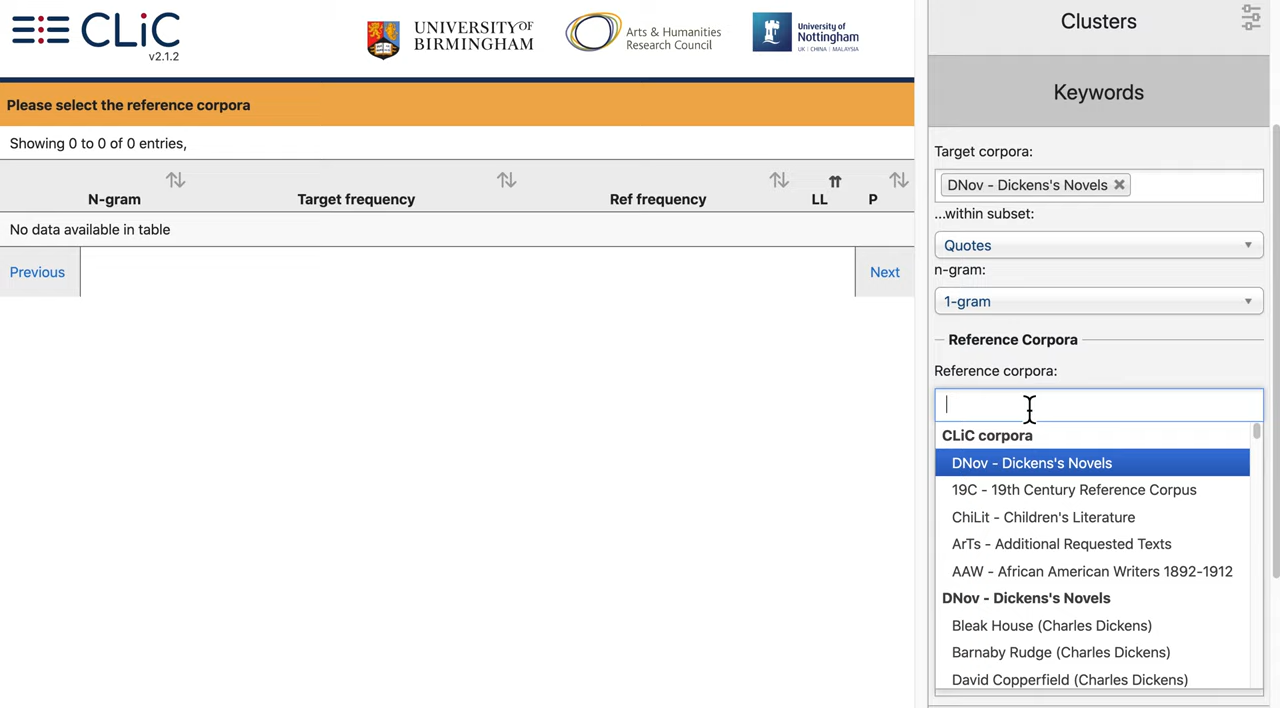 CLiC
v2.1.2
UNIVERSITY OF
BIRMINGHAM
Arts & Humanities
Research Council
University of
Nottingham
UK | CHINA | MALAYSIA
Please select the reference corpora
Showing 0 to 0 of 0 entries,
N-gram Target frequency Ref frequency LL P
No data available in table
Previous Next
Clusters
Keywords
Target corpora:
DNov - Dickens's Novels
...within subset:
Quotes
n-gram:
1-gram
Reference Corpora
Reference corpora:
CLiC corpora
DNov - Dickens's Novels
19C - 19th Century Reference Corpus
ChiLit - Children's Literature
ArTs - Additional Requested Texts
AAW - African American Writers 1892-1912
DNov - Dickens's Novels
Bleak House (Charles Dickens)
Barnaby Rudge (Charles Dickens)
David Copperfield (Charles Dickens)